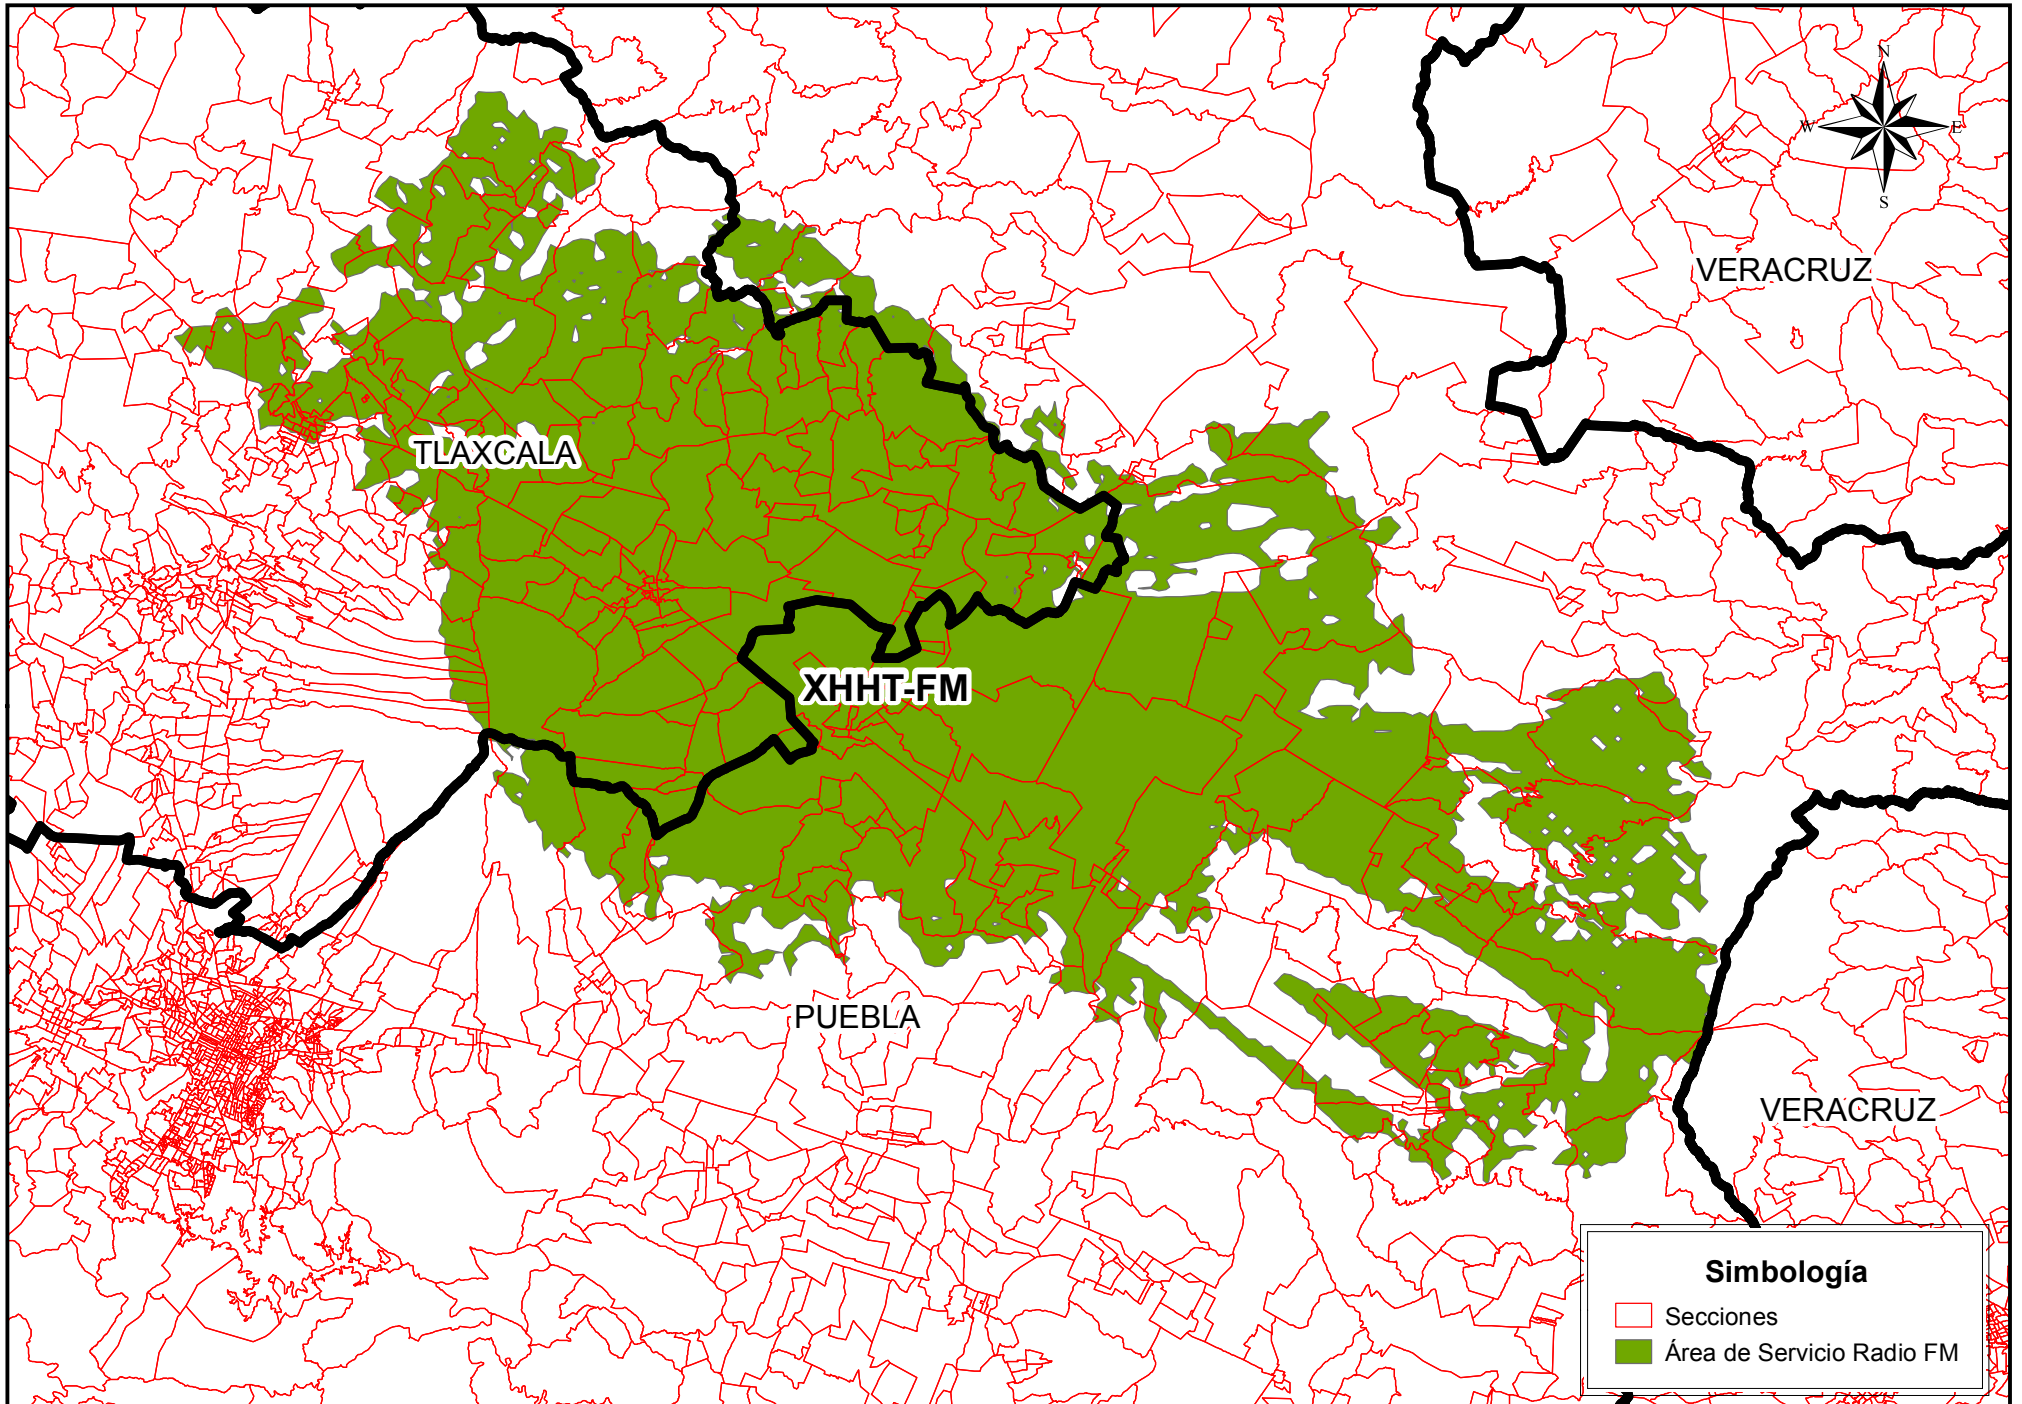 N
W E
S
VERACRUZ
TLAXCALA
XHHT-FM
PUEBLA
VERACRUZ
Simbología
Secciones
Área de Servicio Radio FM